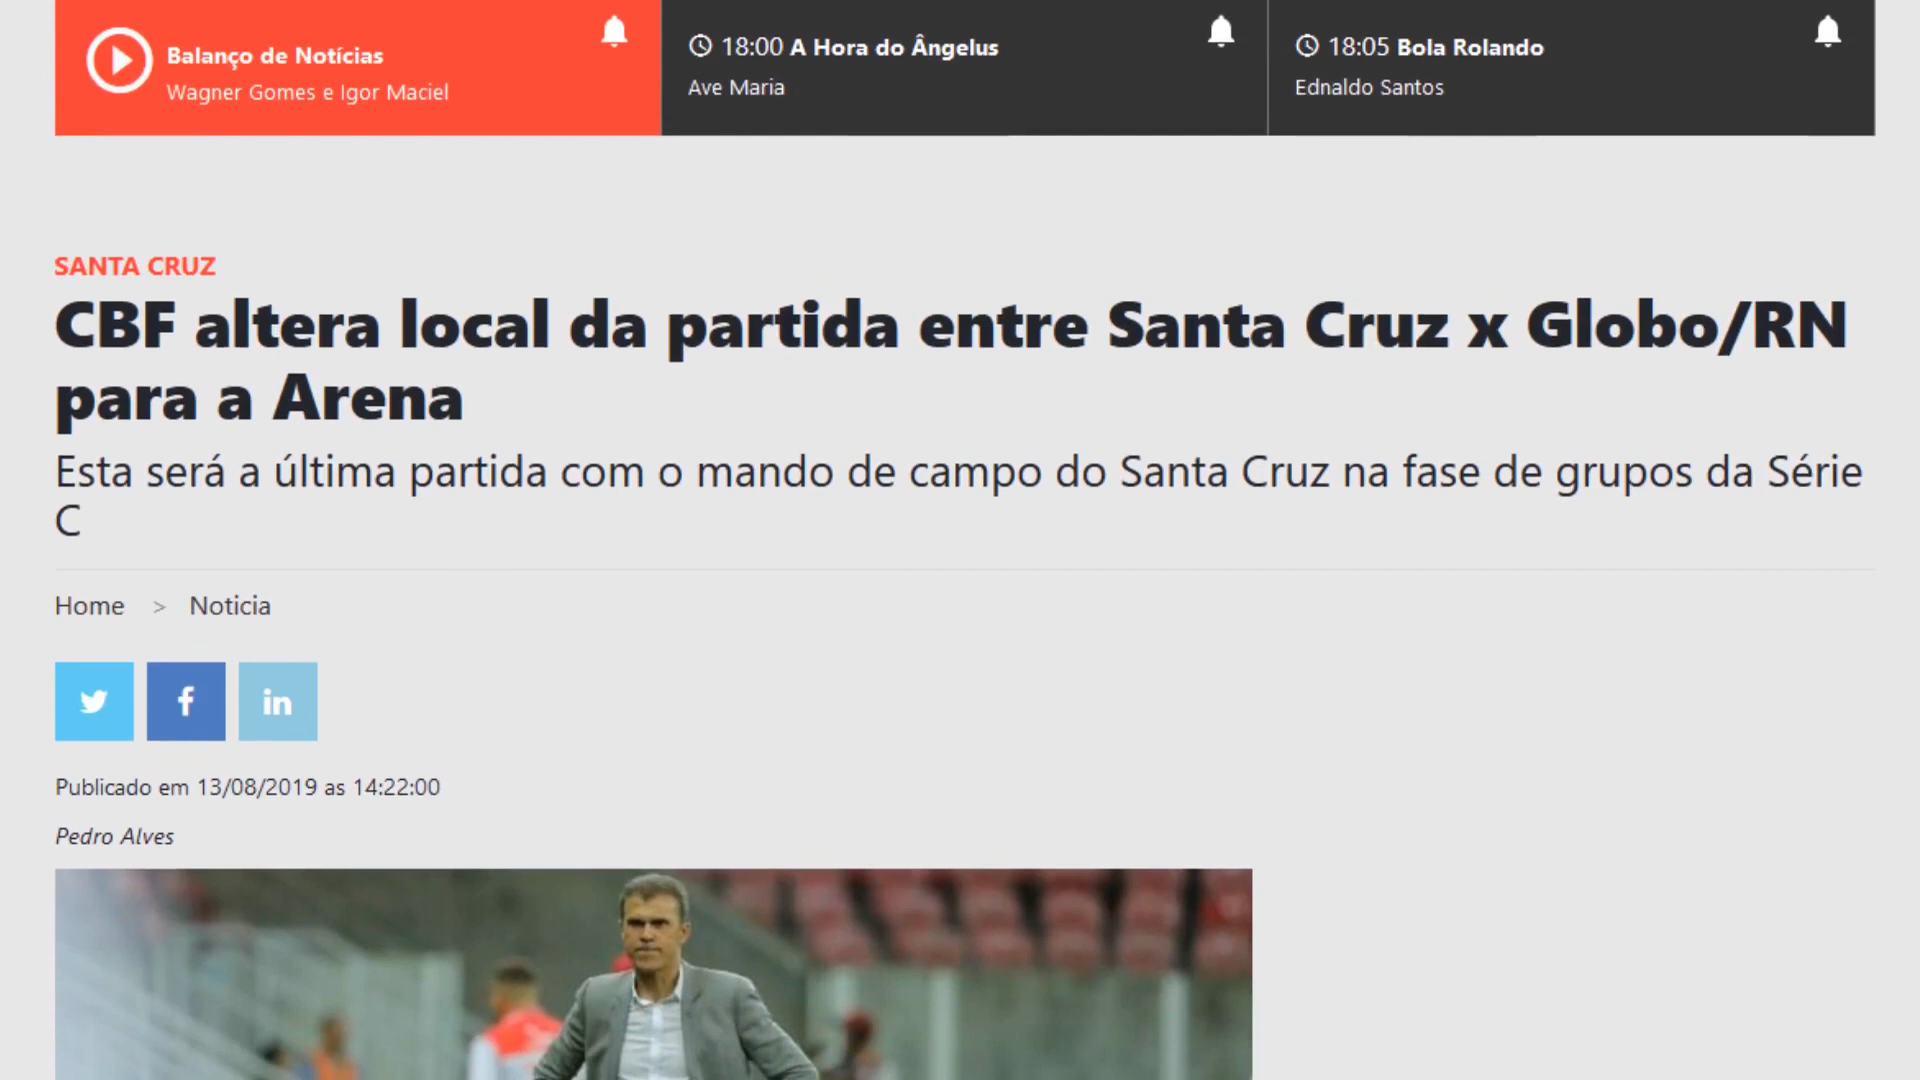 Balanço de Notícias
Wagner Gomes e Igor Maciel
18:00 A Hora do Ângelus
Ave Maria
18:05 Bola Rolando
Ednaldo Santos
SANTA CRUZ
CBF altera local da partida entre Santa Cruz x Globo/RN
para a Arena
Esta será a última partida com o mando de campo do Santa Cruz na fase de grupos da Série
C
Home > Noticia
Publicado em 13/08/2019 as 14:22:00
Pedro Alves